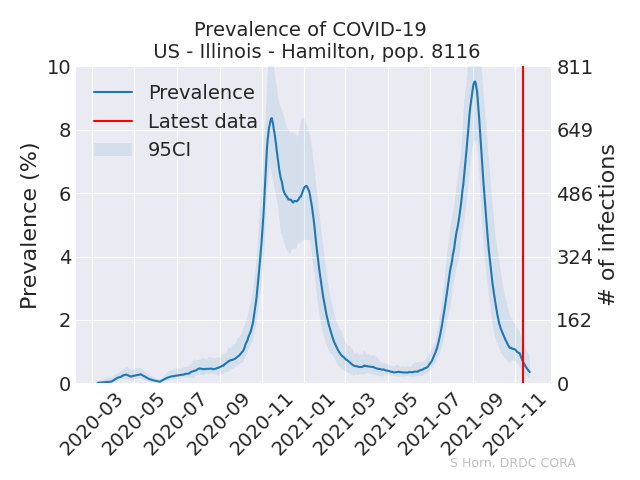 Prevalence of COVID-19
US - Illinois - Hamilton, pop. 8116
Prevalence
Latest data
95CI
Prevalence (%)
10
8
6
4
2
0
811
649
486
324
162
0
# of infections
2020-03
2020-05
2020-07
2020-09
2020-11
2021-01
2021-03
2021-05
2021-07
2021-09
2021-11
S Horn, DRDC CORA